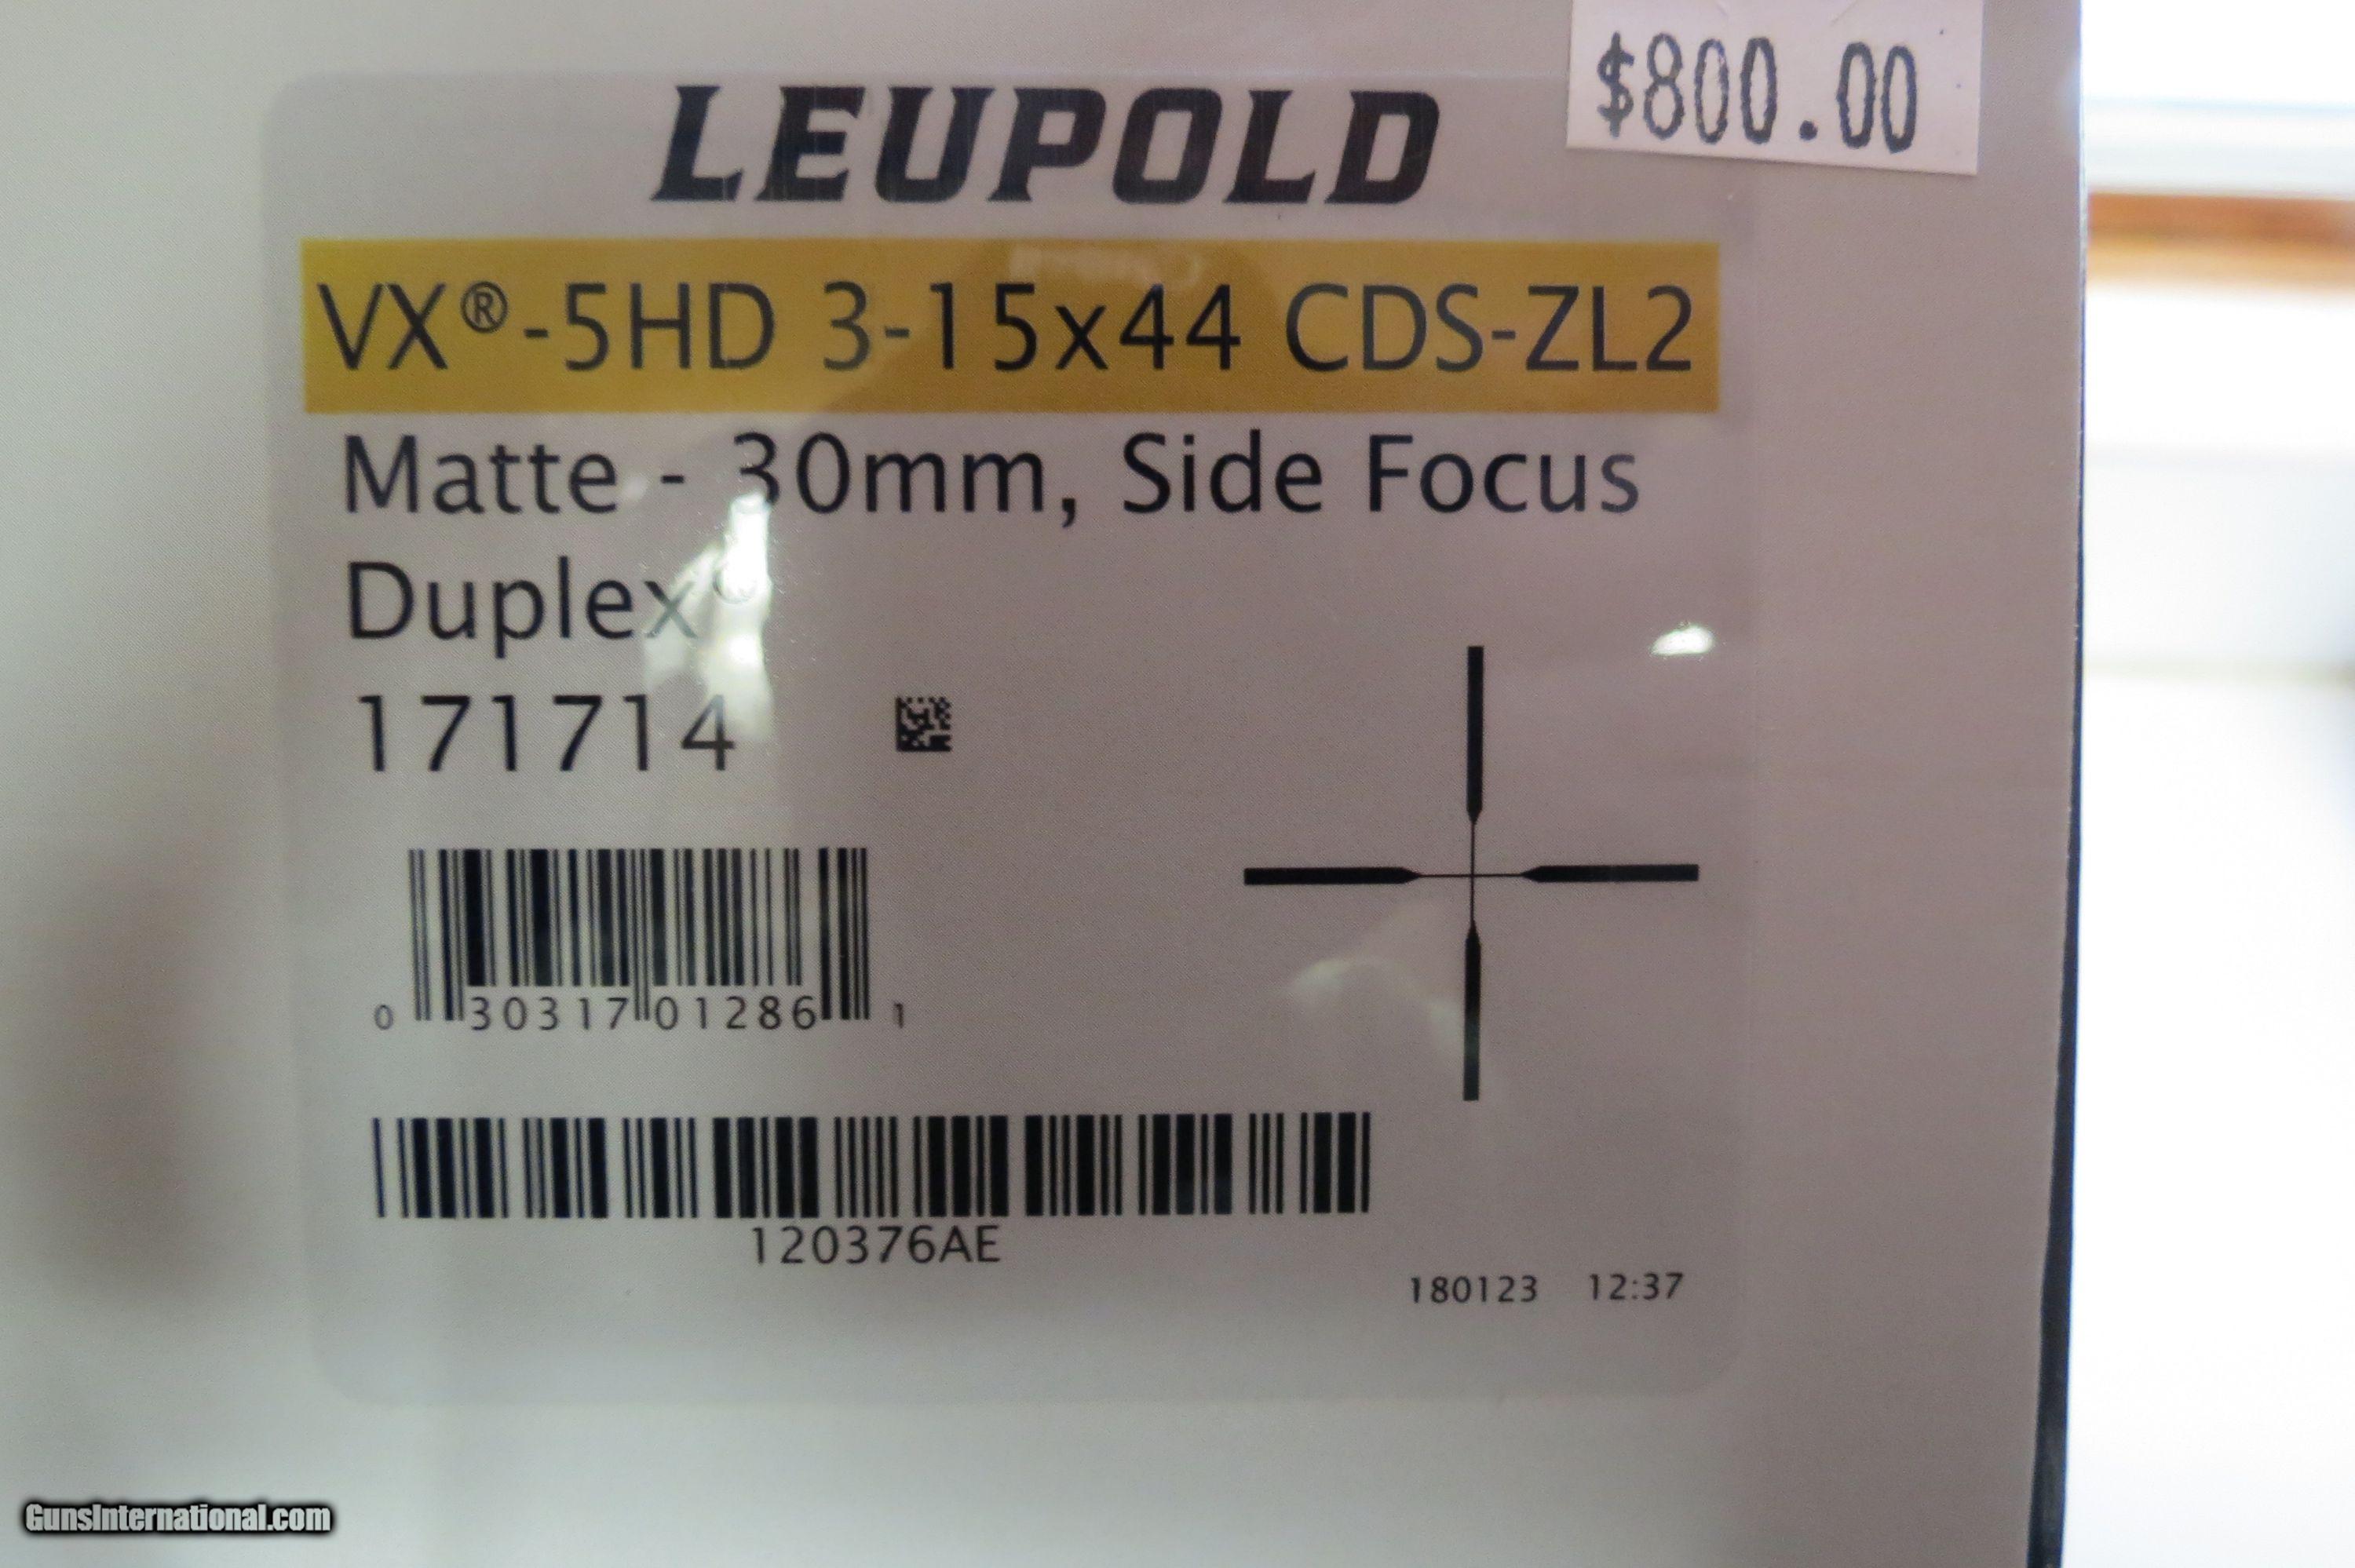 $800.00
LEUPOLD
VX®-5HD 3-15x44 CDS-ZL2
Matte - 30mm, Side Focus
Duplex®
171714
0 30317 01286 1
120376AE
180123 12:37
GunsInternational.com